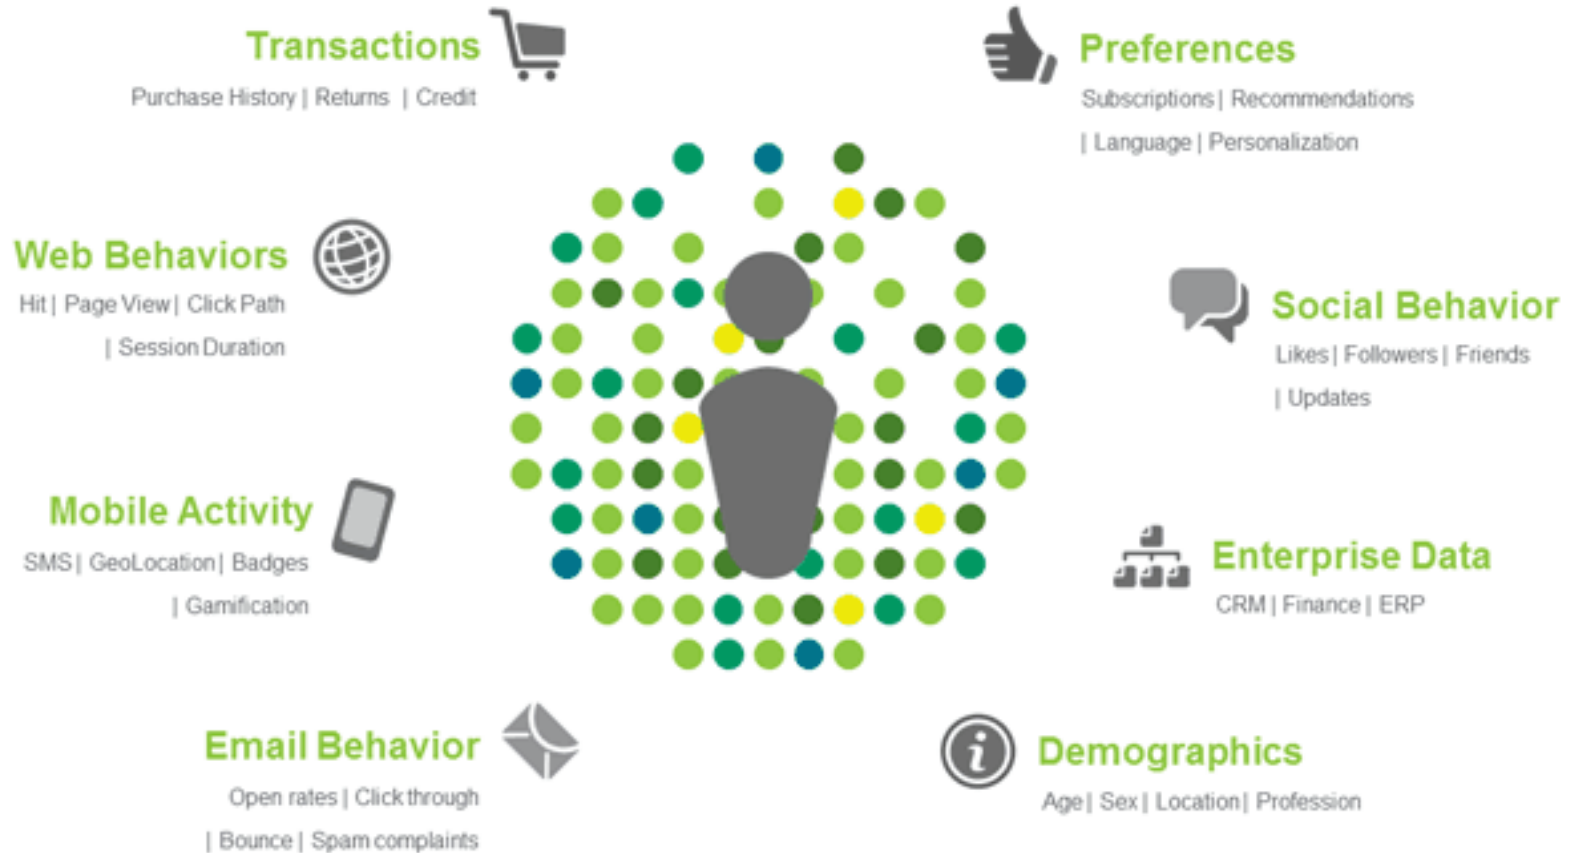 Transactions
Purchase History | Returns | Credit
Preferences
Subscriptions | Recommendations
| Language | Personalization
Web Behaviors
Hit | Page View | Click Path
| Session Duration
Social Behavior
Likes | Followers | Friends
| Updates
Mobile Activity
SMS | GeoLocation | Badges
| Gamification
Enterprise Data
CRM | Finance | ERP
Email Behavior
Open rates | Click through
| Bounce | Spam complaints
Demographics
Age | Sex | Location | Profession